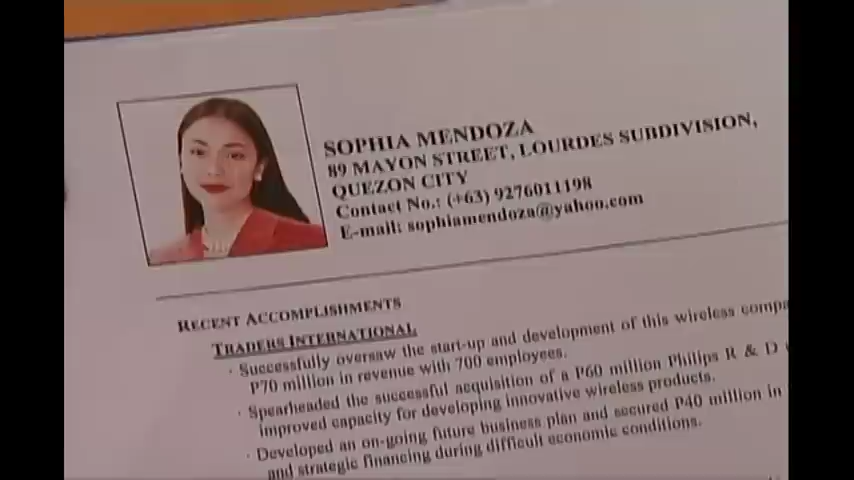 SOPHIA MENDOZA
89 MAYON STREET, LOURDES SUBDIVISION,
QUEZON CITY
Contact No.: (+63) 9276011198
E-mail: sophiamendoza@yahoo.com
RECENT ACCOMPLISHMENTS
TRADERS INTERNATIONAL
· Successfully oversaw the start-up and development of this wireless compa
P70 million in revenue with 700 employees.
· Spearheaded the successful acquisition of a P60 million Philips R & D
improved capacity for developing innovative wireless products.
· Developed an on-going future business plan and secured P40 million in
and strategic financing during difficult economic conditions.